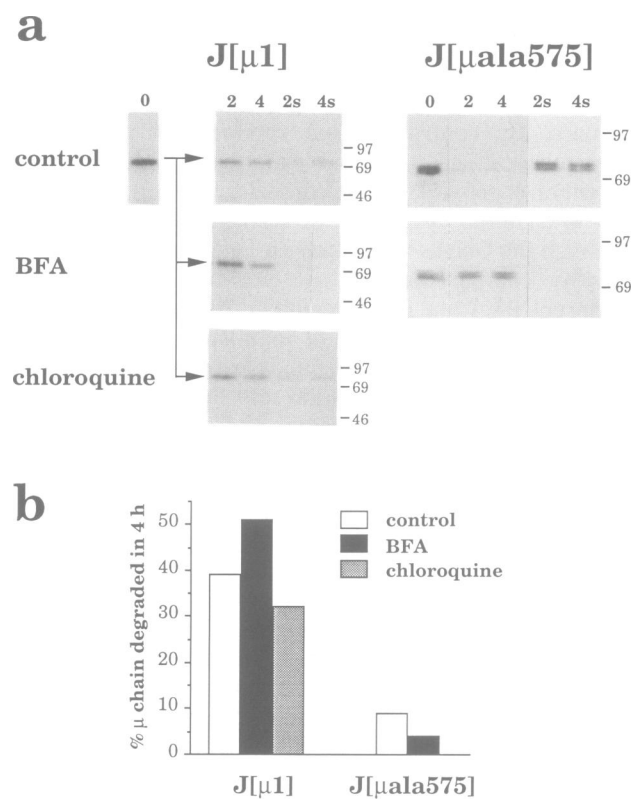 a
J[μ1] J[μala575]
0 2 4 2s 4s 0 2 4 2s 4s
control
97
69
46
97
69
BFA
97
69
46
97
69
chloroquine
97
69
46
b
% μ chain degraded in 4 h
50
40
30
20
10
0
control
BFA
chloroquine
J[μ1] J[μala575]